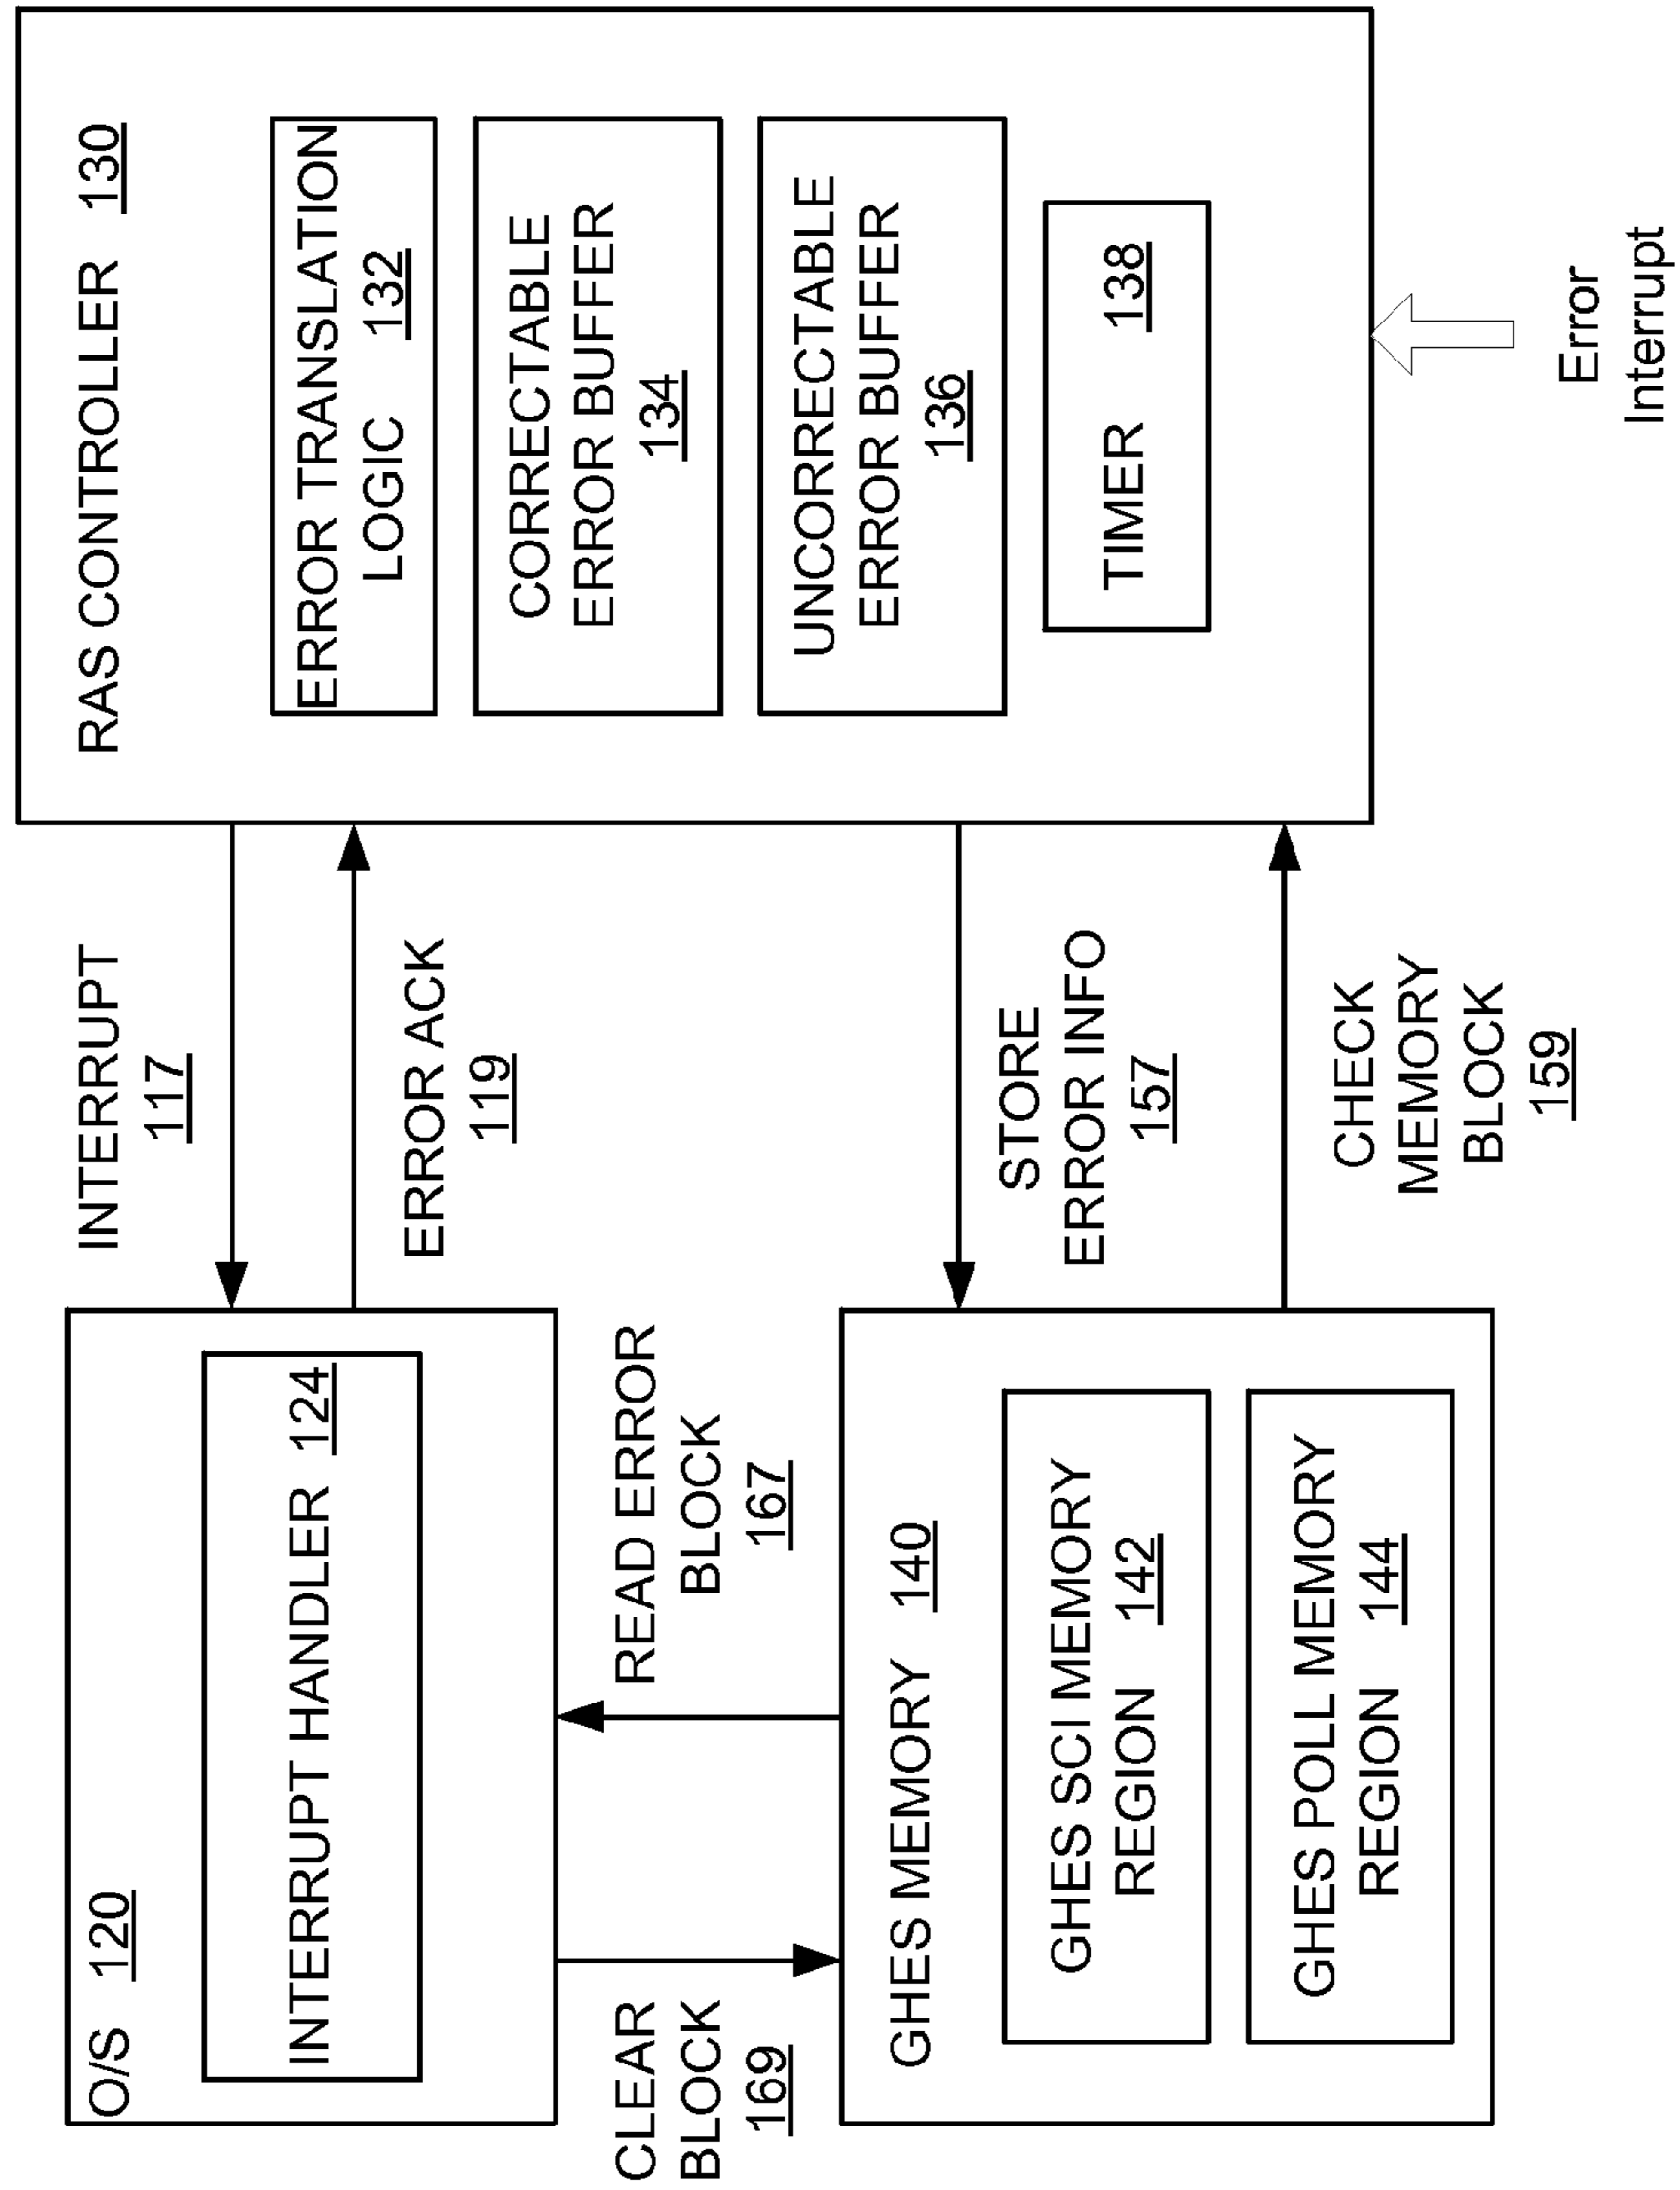 O/S 120
INTERRUPT HANDLER 124
INTERRUPT
117
ERROR ACK
119
RAS CONTROLLER 130
ERROR TRANSLATION
LOGIC 132
CORRECTABLE
ERROR BUFFER
134
UNCORRECTABLE
ERROR BUFFER
136
TIMER 138
CLEAR
BLOCK
169
READ ERROR
BLOCK
167
GHES MEMORY 140
GHES SCI MEMORY
REGION 142
GHES POLL MEMORY
REGION 144
STORE
ERROR INFO
157
CHECK
MEMORY
BLOCK
159
Error
Interrupt